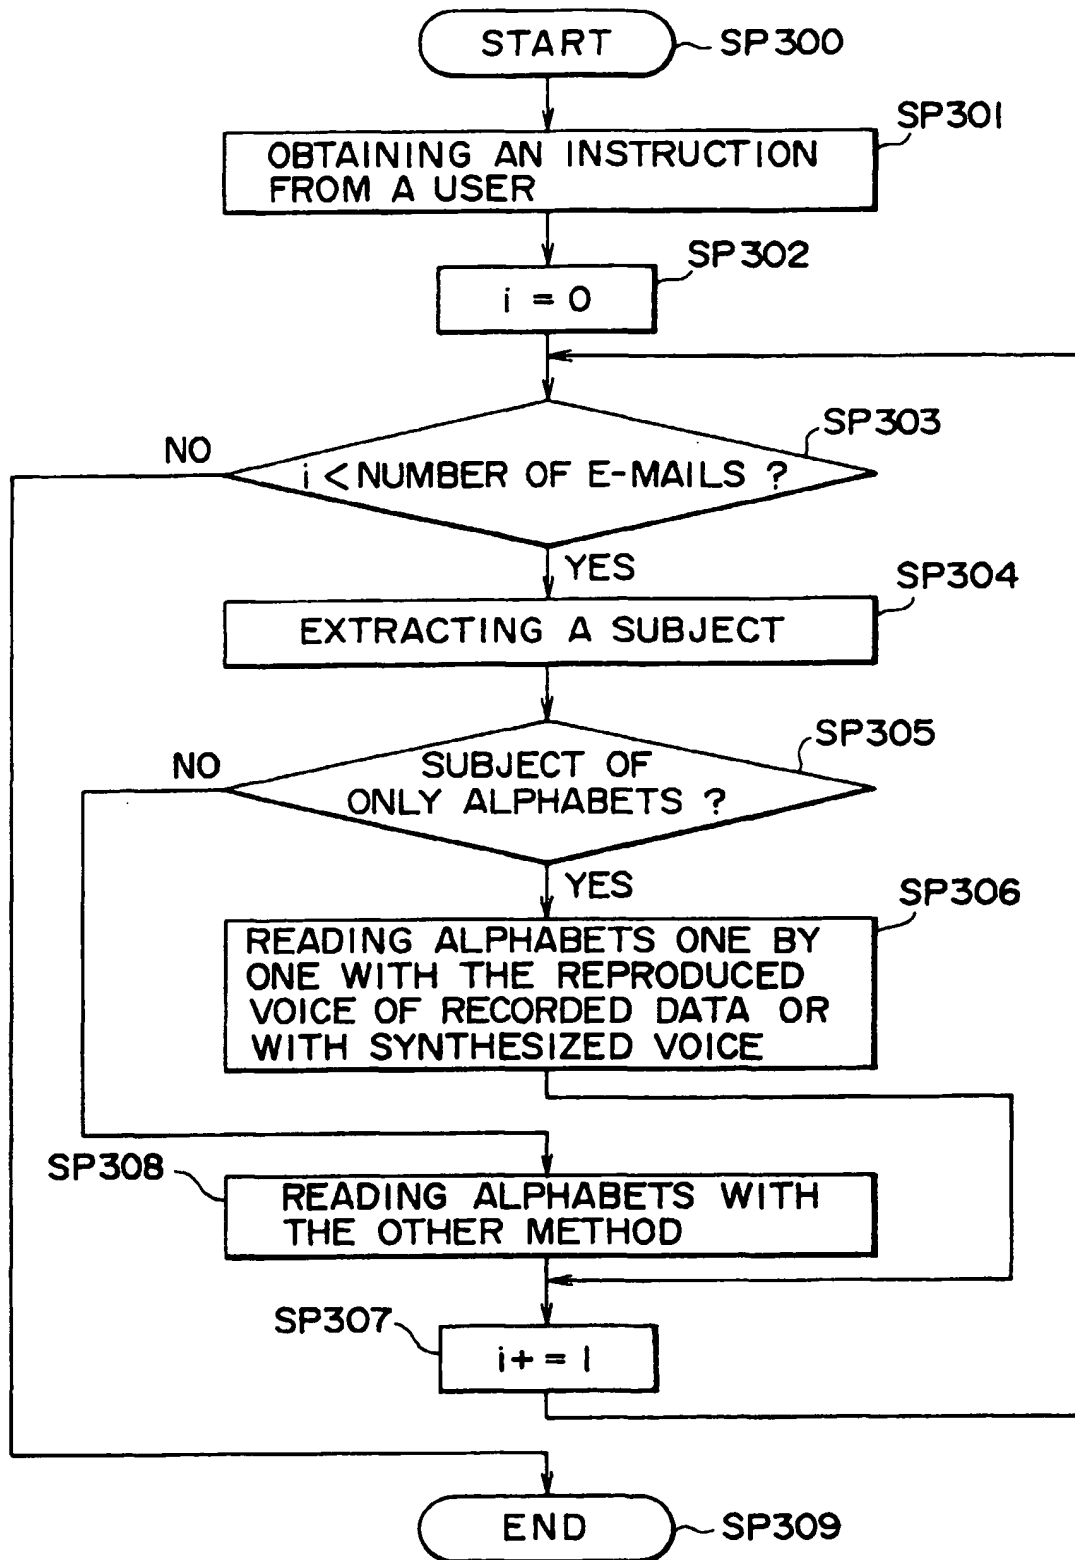 START
SP300
SP301
OBTAINING AN INSTRUCTION
FROM A USER
SP302
i = 0
SP303
NO
i < NUMBER OF E-MAILS ?
YES
SP304
EXTRACTING A SUBJECT
SP305
NO
SUBJECT OF
ONLY ALPHABETS ?
YES
SP306
READING ALPHABETS ONE BY
ONE WITH THE REPRODUCED
VOICE OF RECORDED DATA OR
WITH SYNTHESIZED VOICE
SP308
READING ALPHABETS WITH
THE OTHER METHOD
SP307
i+ = 1
END
SP309